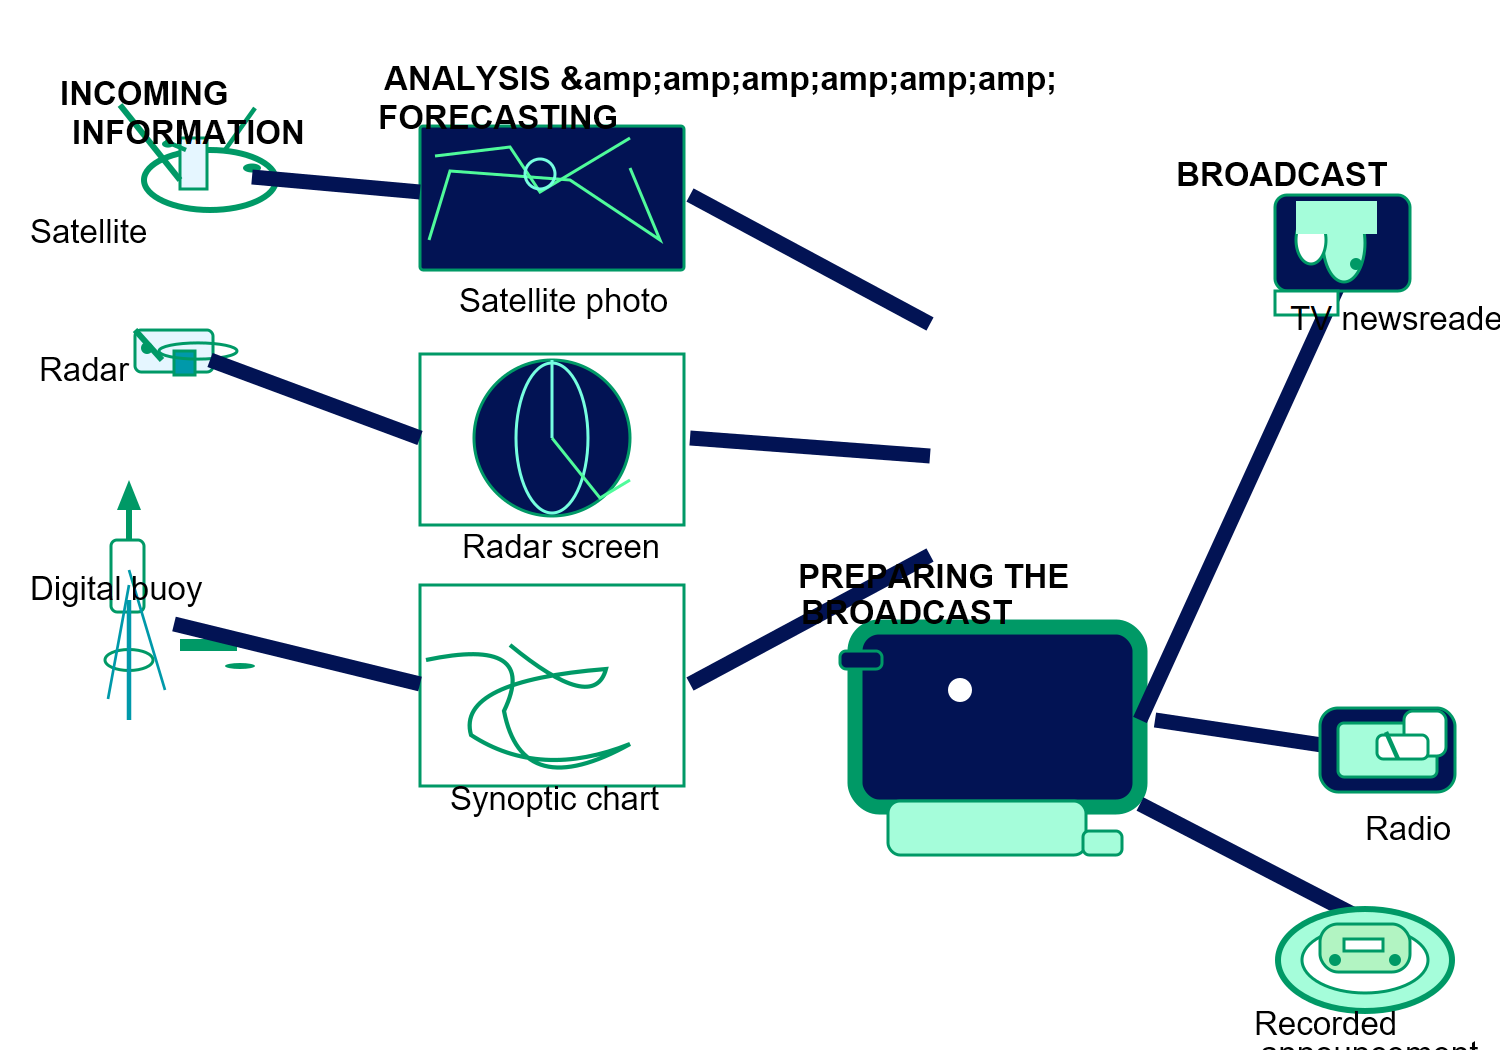 INCOMING
INFORMATION
Satellite
Radar
Digital buoy
ANALYSIS &amp;amp;amp;amp;amp;amp;
FORECASTING
Satellite photo
Radar screen
Synoptic chart
PREPARING THE
BROADCAST
BROADCAST
TV newsreade
Radio
Recorded
announcement